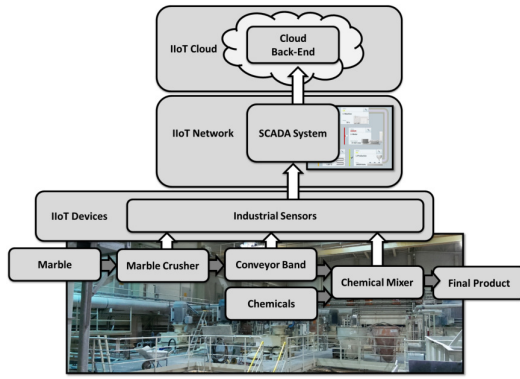 IIoT Cloud
Cloud
Back-End
IIoT Network
SCADA System
IIoT Devices
Industrial Sensors
Marble
Marble Crusher
Conveyor Band
Chemical Mixer
Final Product
Chemicals